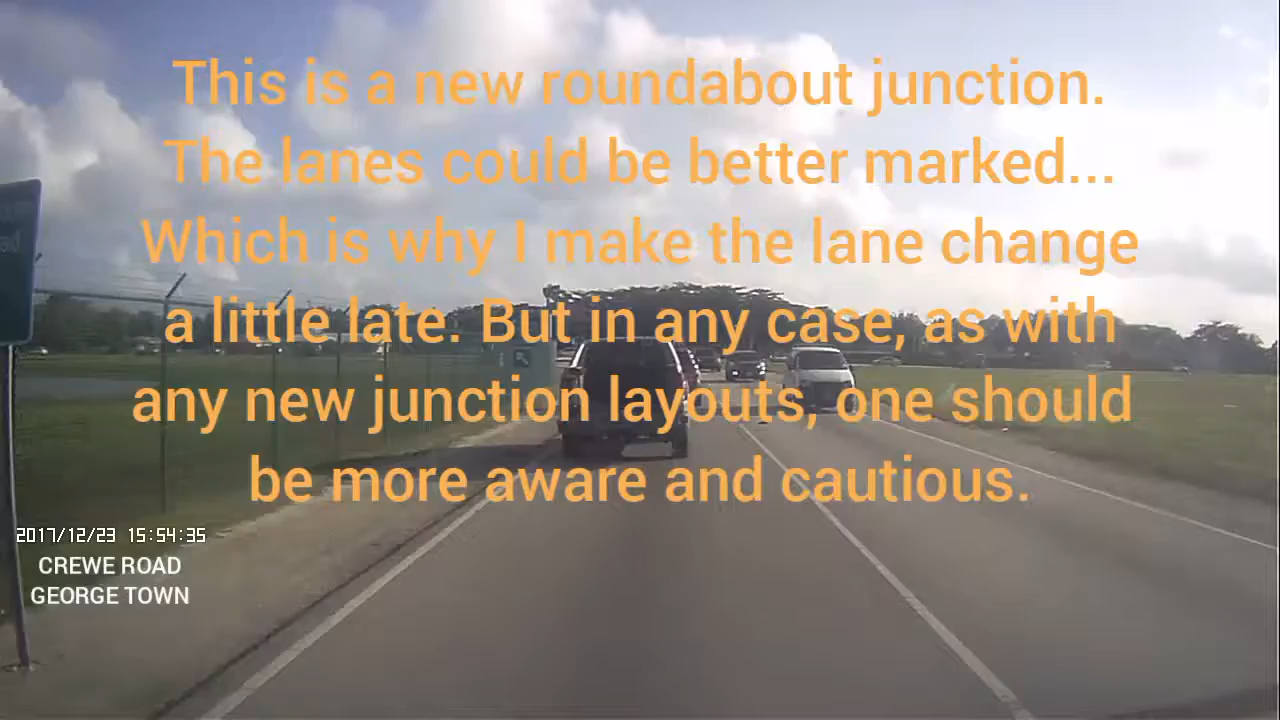 This is a new roundabout junction.
The lanes could be better marked...
Which is why I make the lane change
a little late. But in any case, as with
any new junction layouts, one should
be more aware and cautious.
2017/12/23 15:54:35
CREWE ROAD
GEORGE TOWN